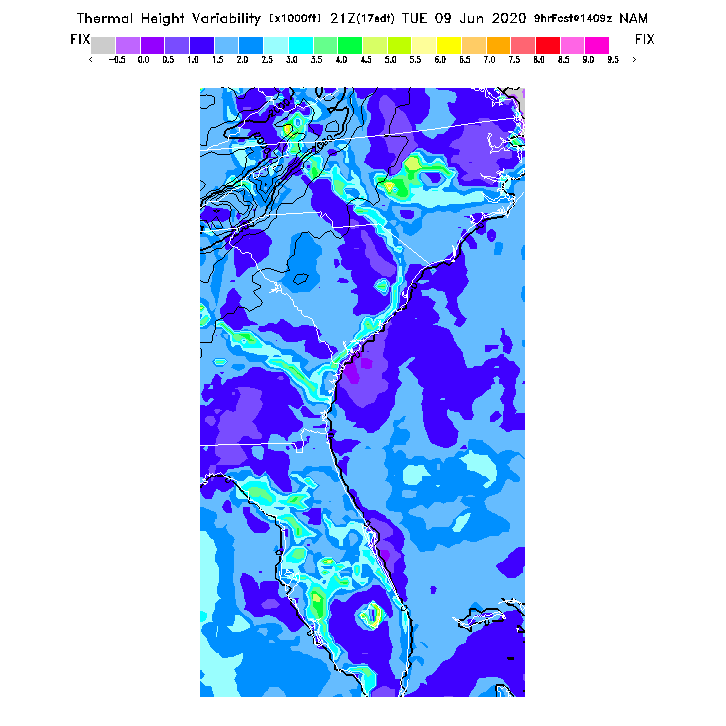 Thermal Height Variability [x1000ft] 21Z(17edt) TUE 09 Jun 2020 9hrFcst@1409z NAM
FIX FIX
< -0.5 0.0 0.5 1.0 1.5 2.0 2.5 3.0 3.5 4.0 4.5 5.0 5.5 6.0 6.5 7.0 7.5 8.0 8.5 9.0 9.5 >